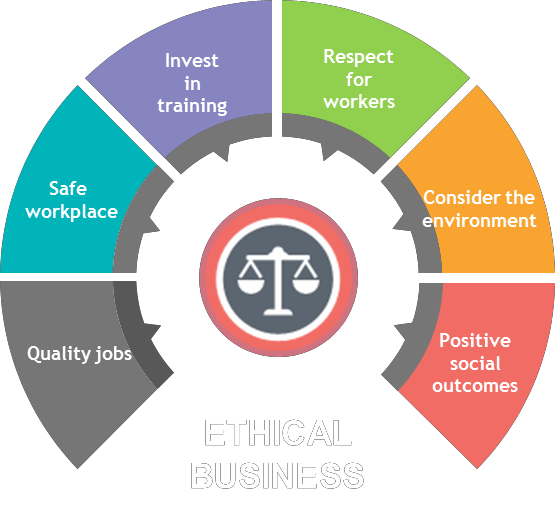 Invest
in
training
Respect
for
workers
Safe
workplace
Consider the
environment
Quality jobs
Positive
social
outcomes
ETHICAL
BUSINESS